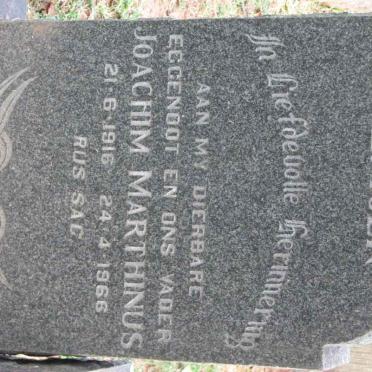 In Liefdevolle Herinnering
AAN MY DIERBARE
EGGENOOT EN ONS VADER
JOACHIM MARTHINUS
21·6·1916 24·4·1966
RUS SAG